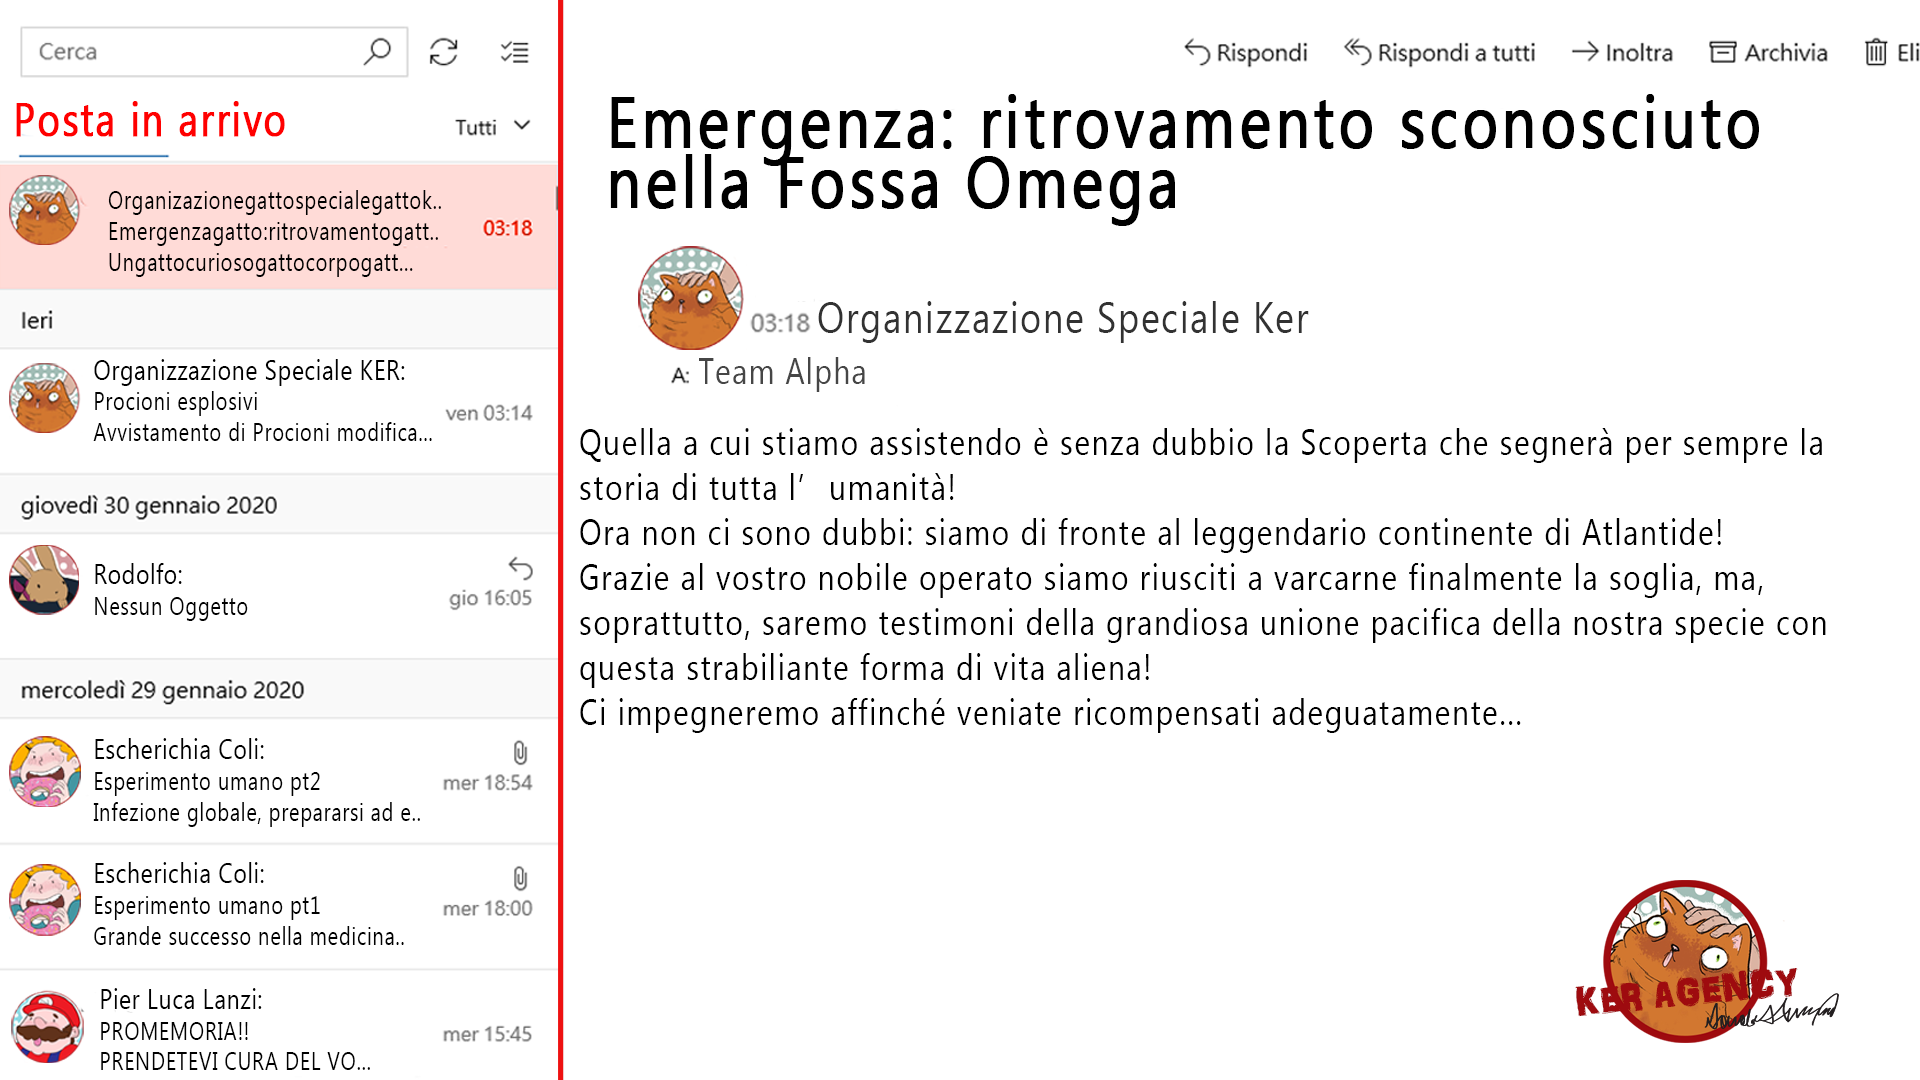 Cerca
Posta in arrivo
Tutti
Organizazionegattospecialegattok..
Emergenzagatto:ritrovamentogatt..
03:18
Ungattocuriosogattocorpogatt...
Ieri
Organizzazione Speciale KER:
Procioni esplosivi
ven 03:14
Avvistamento di Procioni modifica...
giovedì 30 gennaio 2020
Rodolfo:
Nessun Oggetto
gio 16:05
mercoledì 29 gennaio 2020
Escherichia Coli:
Esperimento umano pt2
mer 18:54
Infezione globale, prepararsi ad e..
Escherichia Coli:
Esperimento umano pt1
mer 18:00
Grande successo nella medicina..
Pier Luca Lanzi:
PROMEMORIA!!
mer 15:45
PRENDETEVI CURA DEL VO...
Rispondi Rispondi a tutti Inoltra Archivia Eli
Emergenza: ritrovamento sconosciuto
nella Fossa Omega
03:18 Organizzazione Speciale Ker
A: Team Alpha
Quella a cui stiamo assistendo è senza dubbio la Scoperta che segnerà per sempre la
storia di tutta l’ umanità!
Ora non ci sono dubbi: siamo di fronte al leggendario continente di Atlantide!
Grazie al vostro nobile operato siamo riusciti a varcarne finalmente la soglia, ma,
soprattutto, saremo testimoni della grandiosa unione pacifica della nostra specie con
questa strabiliante forma di vita aliena!
Ci impegneremo affinché veniate ricompensati adeguatamente...
KER AGENCY